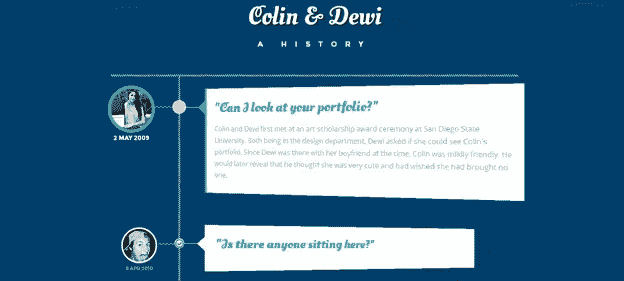 Colin & Dewi
A HISTORY
"Can I look at your portfolio?"
2 MAY 2009
Colin and Dewi first met at an art scholarship award ceremony at San Diego State
University. Both being in the design department, Dewi asked if she could see Colin's
portfolio. Since Dewi was there with her boyfriend at the time, Colin was mildly friendly. He
would later reveal that he thought she was very cute and had wished she had brought no
one.
"Is there anyone sitting here?"
2010